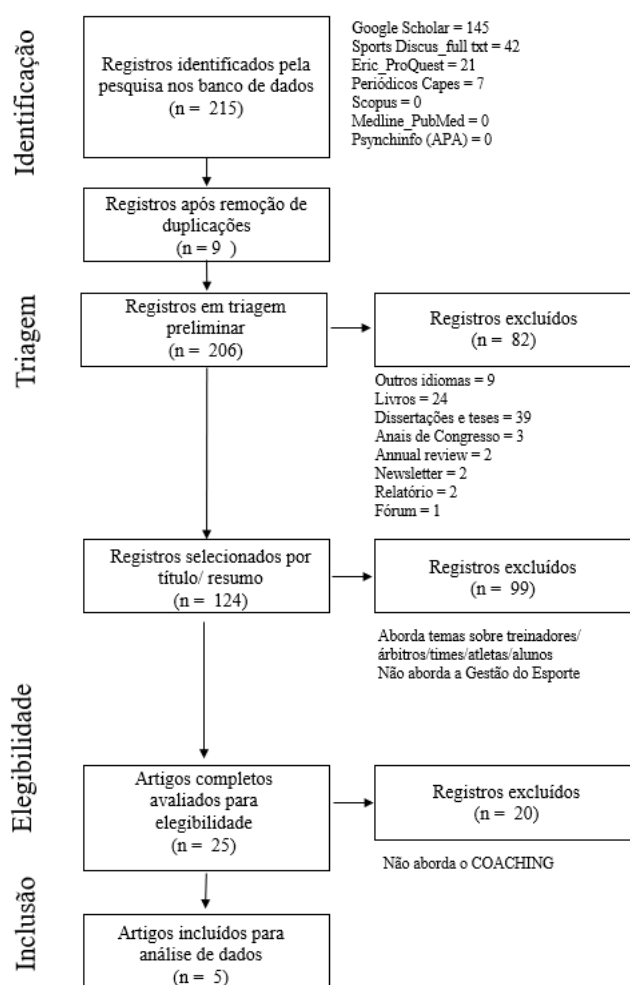 Identificação
Registros identificados pela
pesquisa nos banco de dados
(n = 215)
Google Scholar = 145
Sports Discus_full txt = 42
Eric_ProQuest = 21
Periódicos Capes = 7
Scopus = 0
Medline_PubMed = 0
Psynchinfo (APA) = 0
Registros após remoção de
duplicações
(n = 9 )
Triagem
Registros em triagem
preliminar
(n = 206)
Registros excluídos
(n = 82)
Outros idiomas = 9
Livros = 24
Dissertações e teses = 39
Anais de Congresso = 3
Annual review = 2
Newsletter = 2
Relatório = 2
Fórum = 1
Registros selecionados por
título/ resumo
(n = 124)
Registros excluídos
(n = 99)
Aborda temas sobre treinadores/
árbitros/times/atletas/alunos
Não aborda a Gestão do Esporte
Elegibilidade
Artigos completos
avaliados para
elegibilidade
(n = 25)
Registros excluídos
(n = 20)
Não aborda o COACHING
Inclusão
Artigos incluídos para
análise de dados
(n = 5)